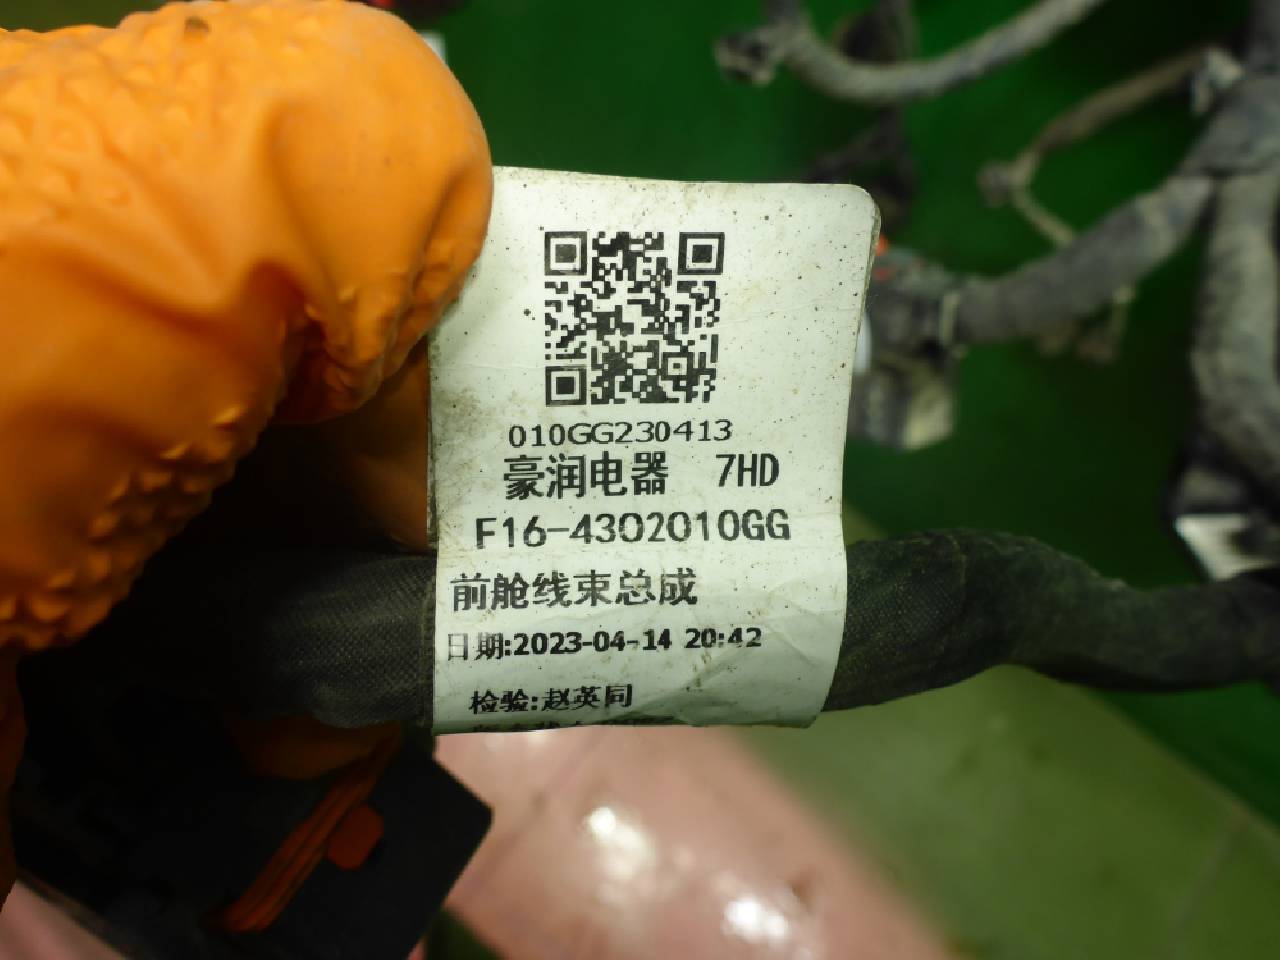 010GG230413
豪润电器 7HD
F16-4302010GG
前舱线束总成
日期:2023-04-14 20:42
检验:赵英同